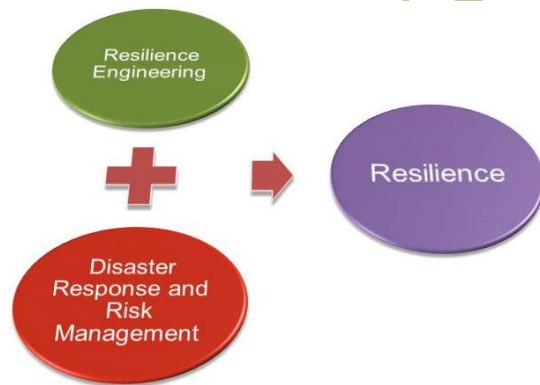 Resilience
Engineering
Resilience
Disaster
Response and
Risk
Management